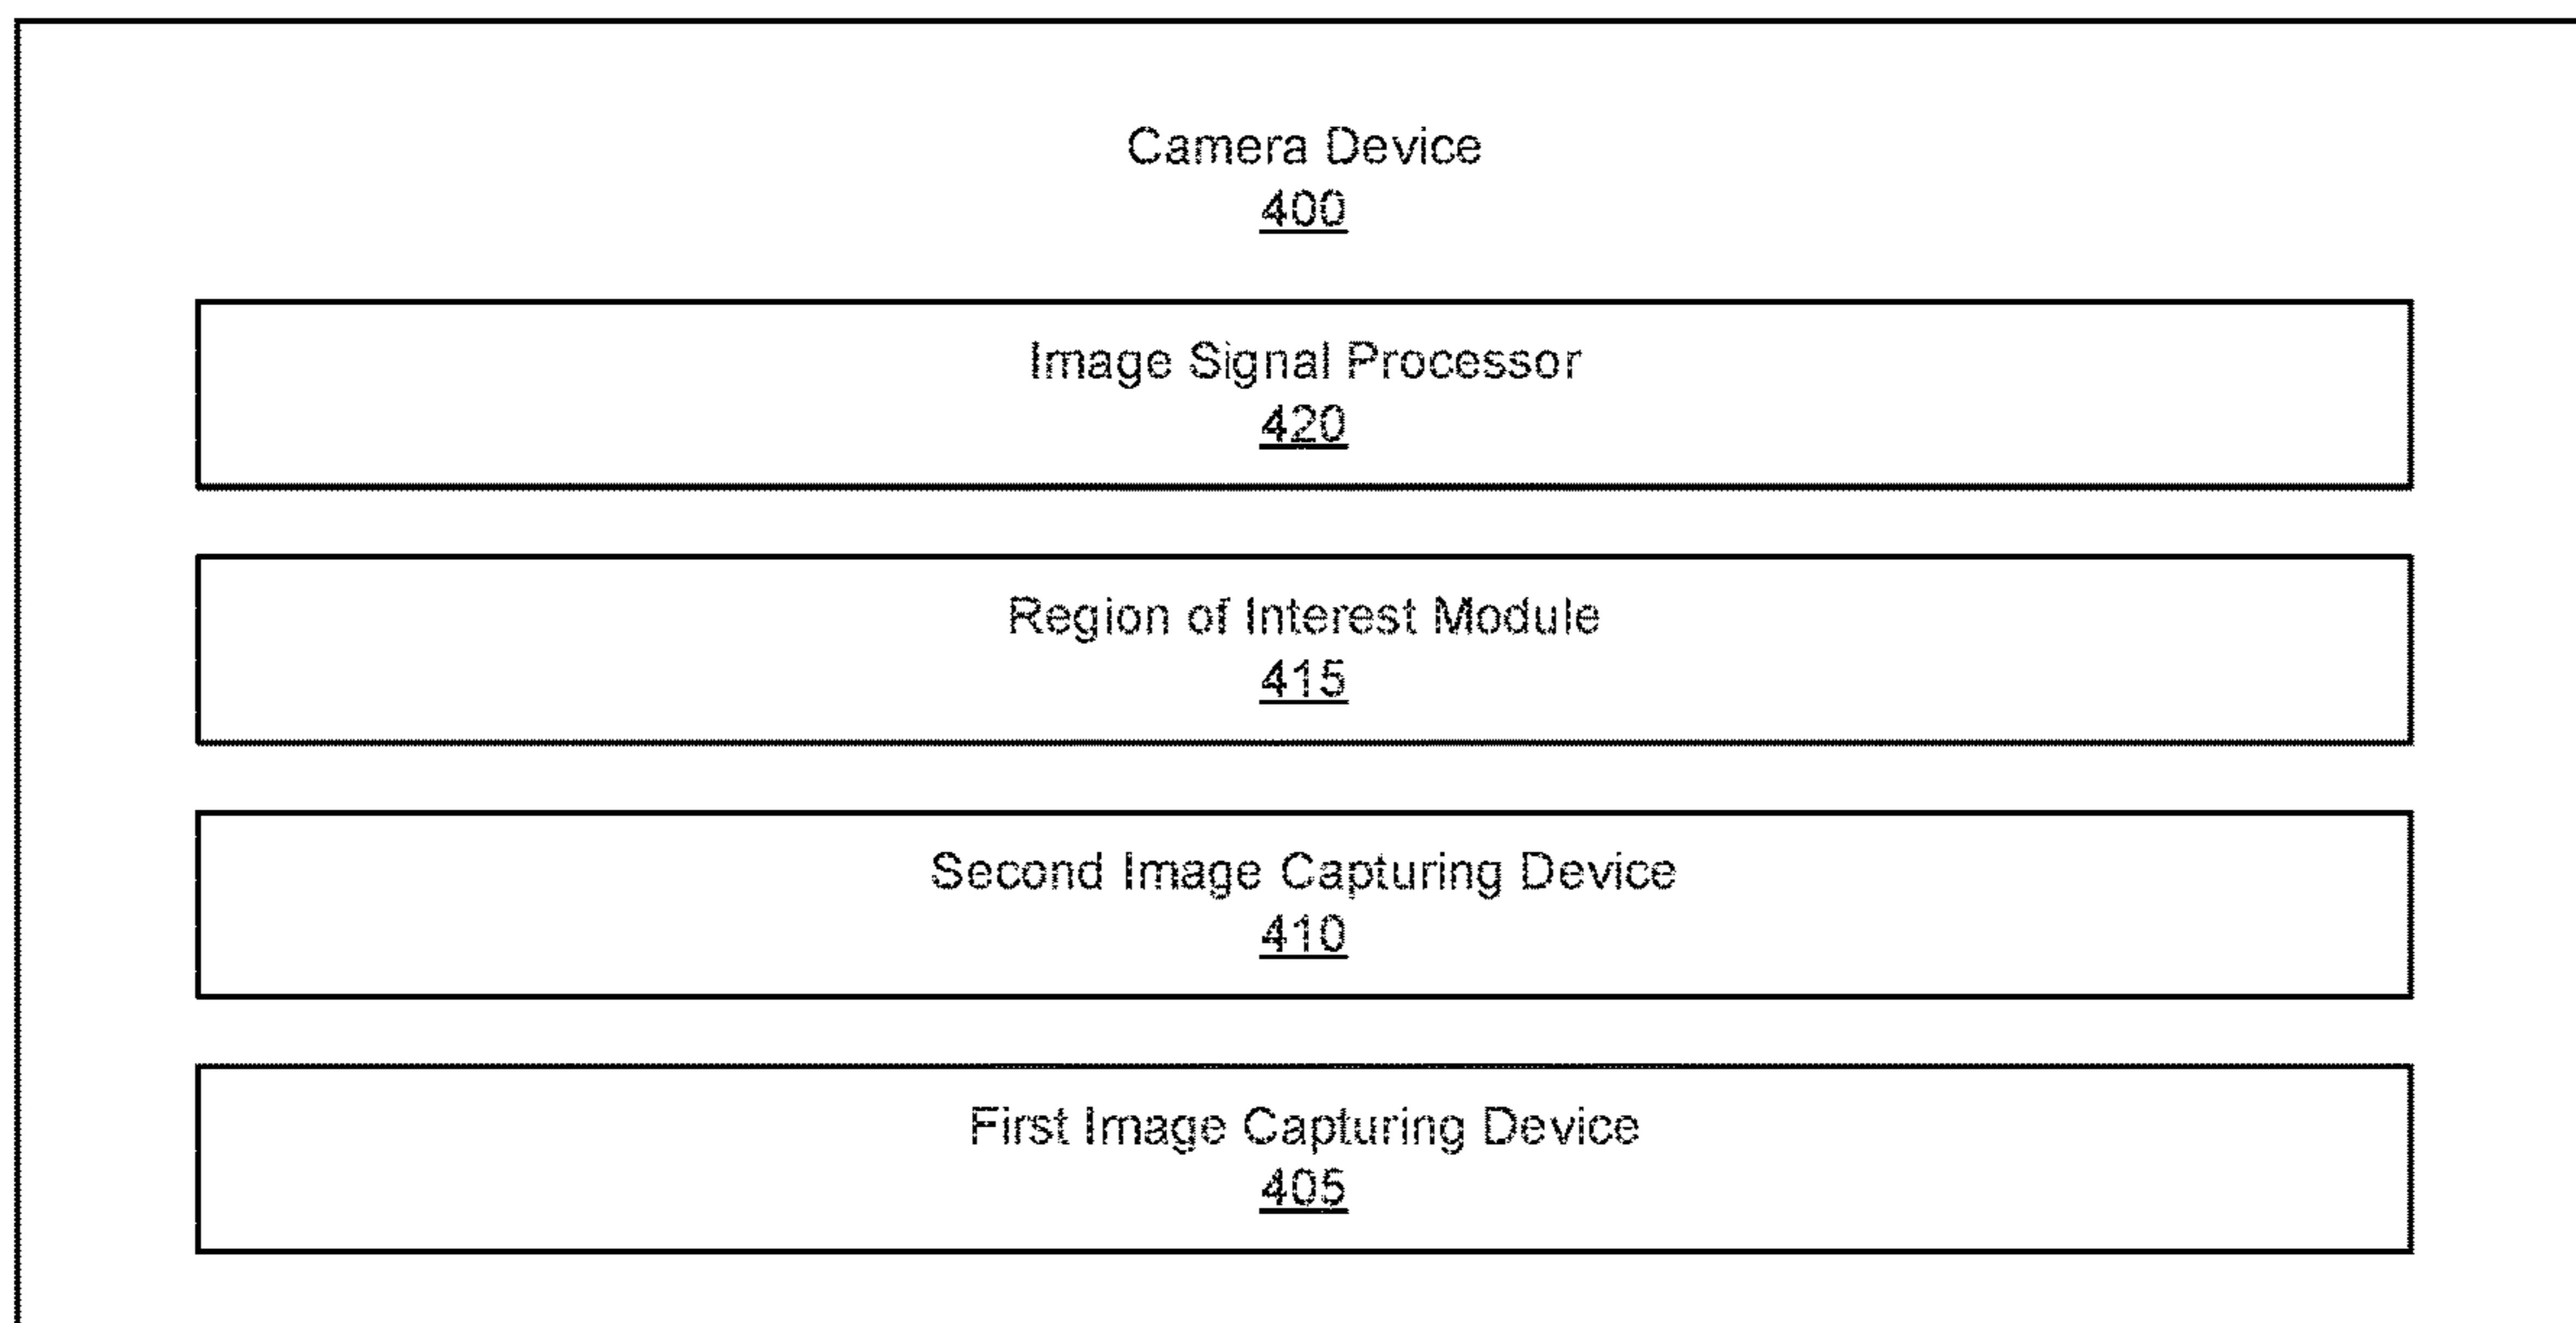 Camera Device
400
Image Signal Processor
420
Region of Interest Module
415
Second Image Capturing Device
410
First Image Capturing Device
405